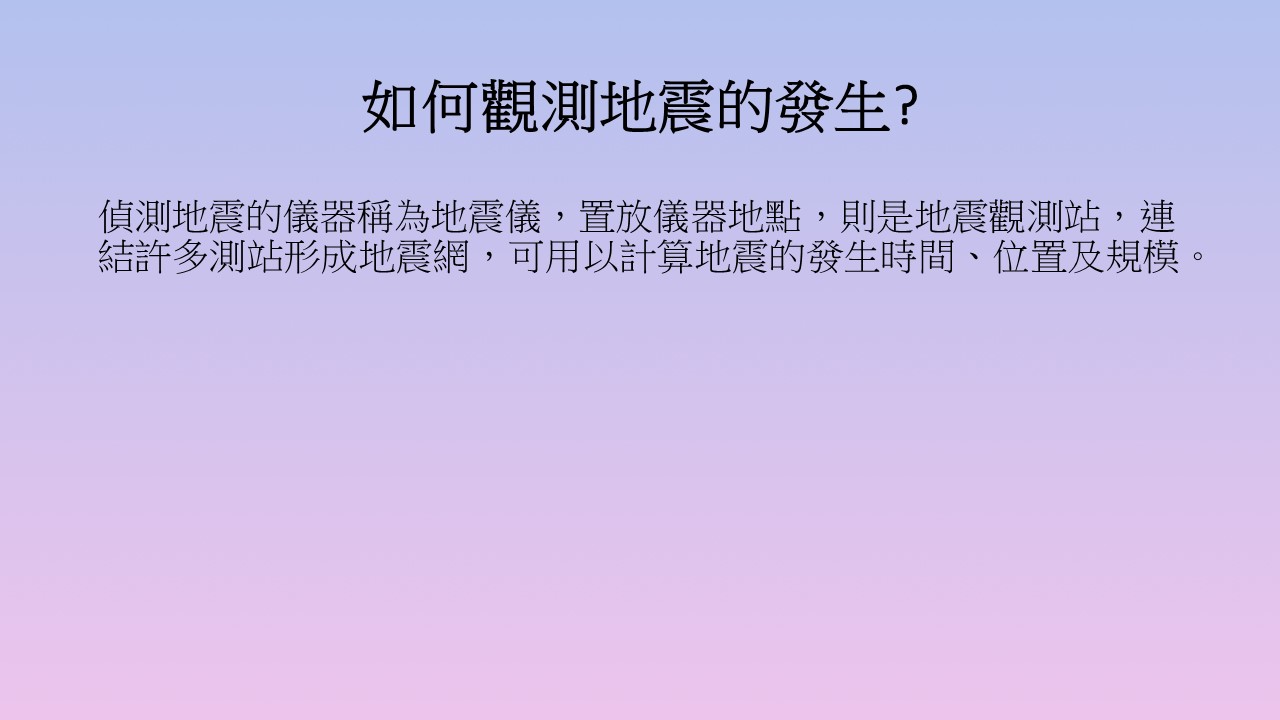 如何觀測地震的發生?
偵測地震的儀器稱為地震儀，置放儀器地點，則是地震觀測站，連
結許多測站形成地震網，可用以計算地震的發生時間、位置及規模。